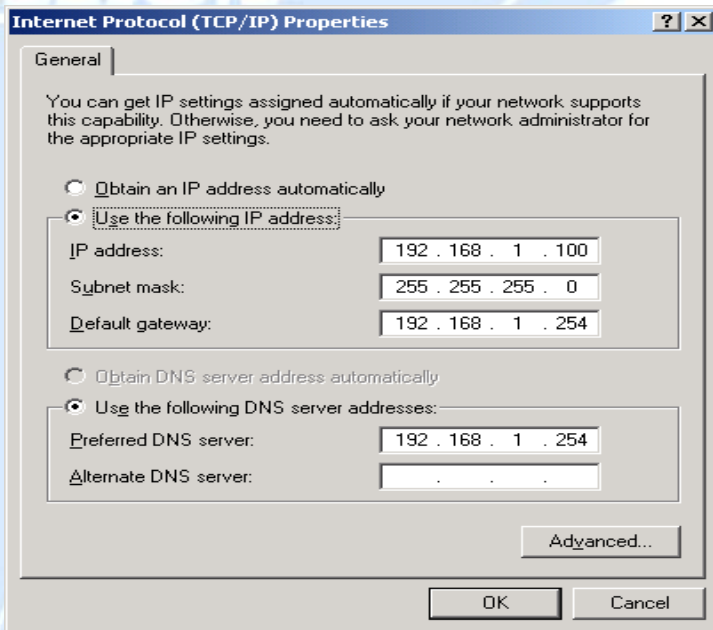 Internet Protocol (TCP/IP) Properties
General
You can get IP settings assigned automatically if your network supports
this capability. Otherwise, you need to ask your network administrator for
the appropriate IP settings.
Obtain an IP address automatically
Use the following IP address:
IP address: 192 . 168 . 1 . 100
Subnet mask: 255 . 255 . 255 . 0
Default gateway: 192 . 168 . 1 . 254
Obtain DNS server address automatically
Use the following DNS server addresses:
Preferred DNS server: 192 . 168 . 1 . 254
Alternate DNS server: . . .
Advanced...
OK Cancel